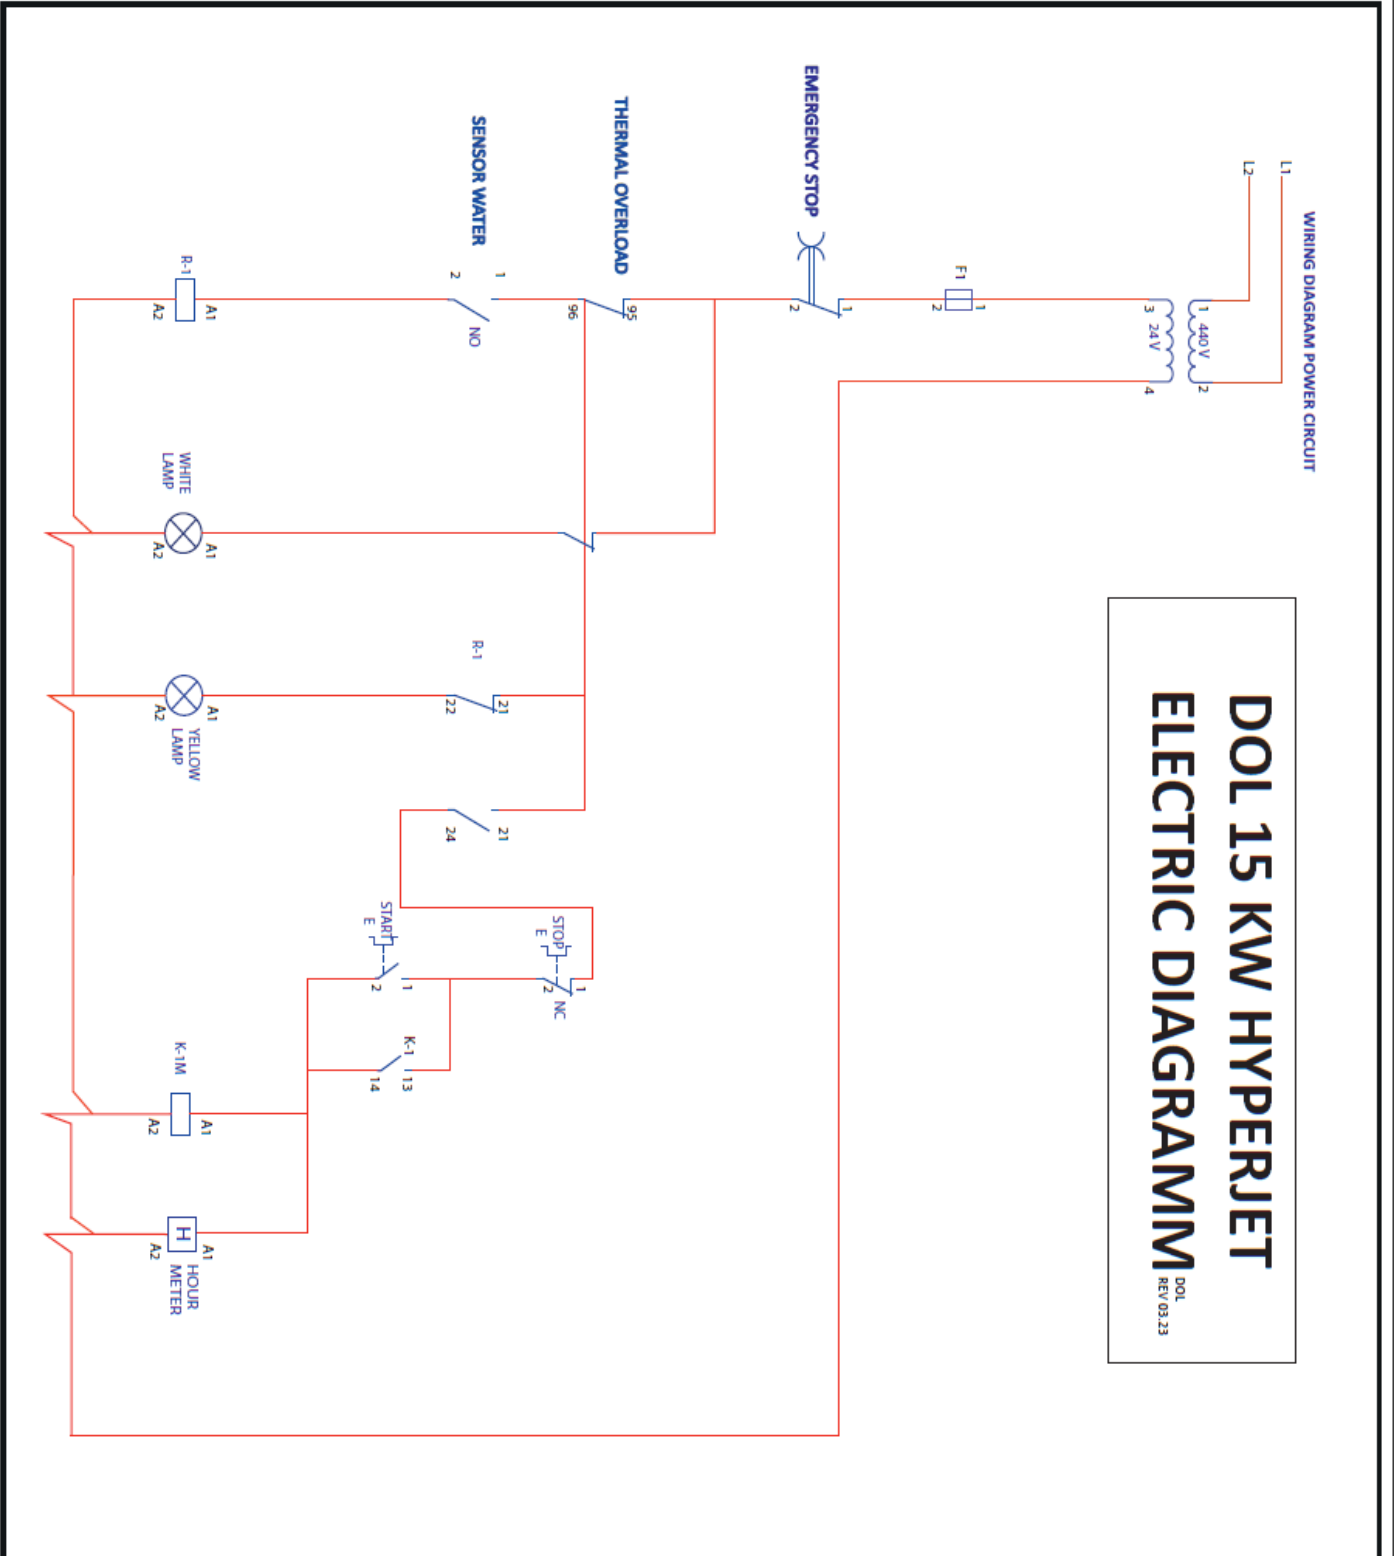 WIRING DIAGRAM POWER CIRCUIT
L1
L2
1
440 V
2
3
24 V
4
DOL 15 KW HYPERJET
ELECTRIC DIAGRAMM
DOL
REV 03.23
F1
1
2
EMERGENCY STOP
1
2
THERMAL OVERLOAD
95
96
SENSOR WATER
1
2
NO
R-1
A1
A2
WHITE
LAMP
A1
A2
R-1
21
22
A1
A2
YELLOW
LAMP
21
24
STOP
E
1
2
NC
START
E
1
2
K-1
13
14
K-1M
A1
A2
H
A1
A2
HOUR
METER